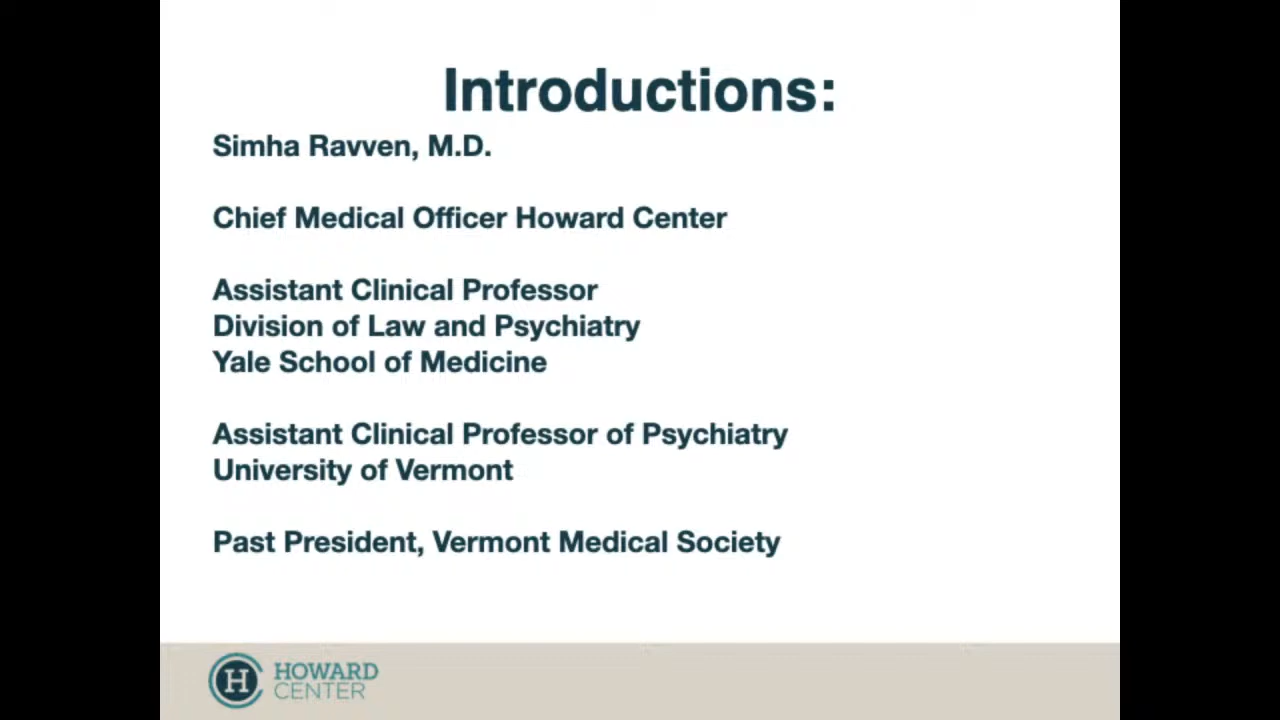 Introductions:
Simha Ravven, M.D.
Chief Medical Officer Howard Center
Assistant Clinical Professor
Division of Law and Psychiatry
Yale School of Medicine
Assistant Clinical Professor of Psychiatry
University of Vermont
Past President, Vermont Medical Society
H
HOWARD
CENTER